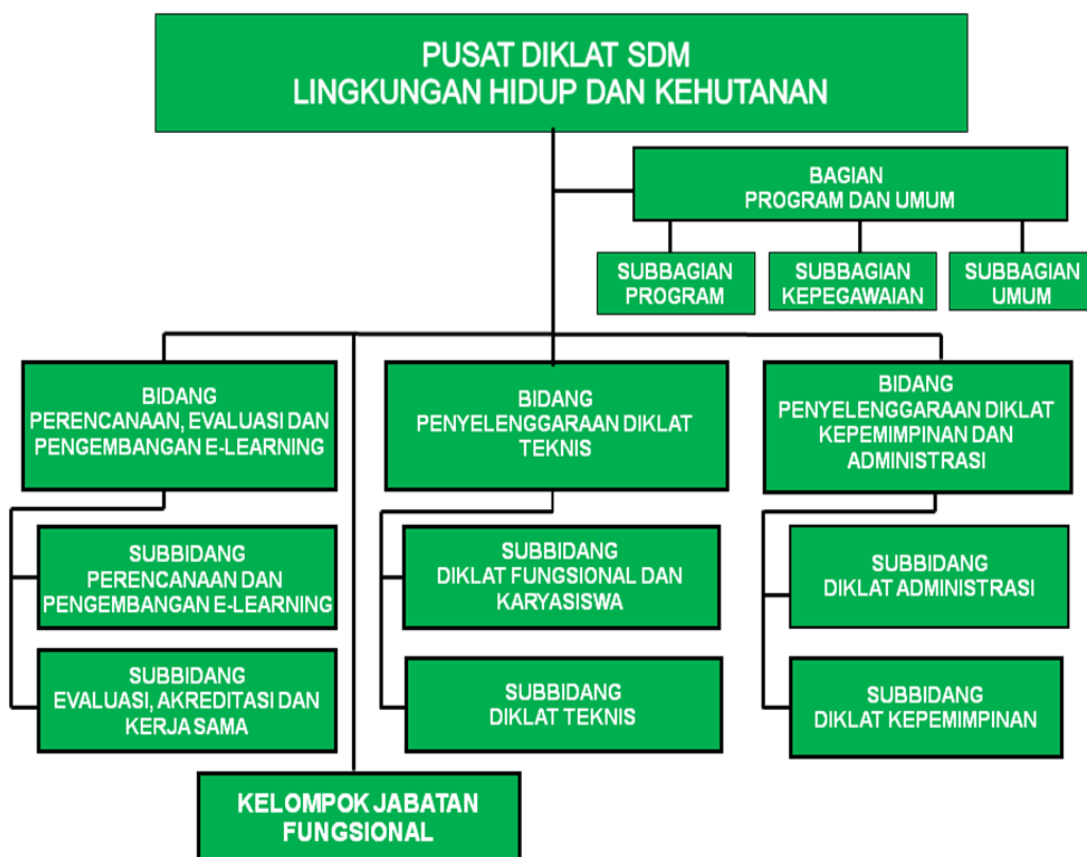 PUSAT DIKLAT SDM
LINGKUNGAN HIDUP DAN KEHUTANAN
BAGIAN
PROGRAM DAN UMUM
SUBBAGIAN
PROGRAM
SUBBAGIAN
KEPEGAWAIAN
SUBBAGIAN
UMUM
BIDANG
PERENCANAAN, EVALUASI DAN
PENGEMBANGAN E-LEARNING
BIDANG
PENYELENGGARAAN DIKLAT
TEKNIS
BIDANG
PENYELENGGARAAN DIKLAT
KEPEMIMPINAN DAN
ADMINISTRASI
SUBBIDANG
PERENCANAAN DAN
PENGEMBANGAN E-LEARNING
SUBBIDANG
DIKLAT FUNGSIONAL DAN
KARYASISWA
SUBBIDANG
DIKLAT ADMINISTRASI
SUBBIDANG
EVALUASI, AKREDITASI DAN
KERJA SAMA
SUBBIDANG
DIKLAT TEKNIS
SUBBIDANG
DIKLAT KEPEMIMPINAN
KELOMPOK JABATAN
FUNGSIONAL